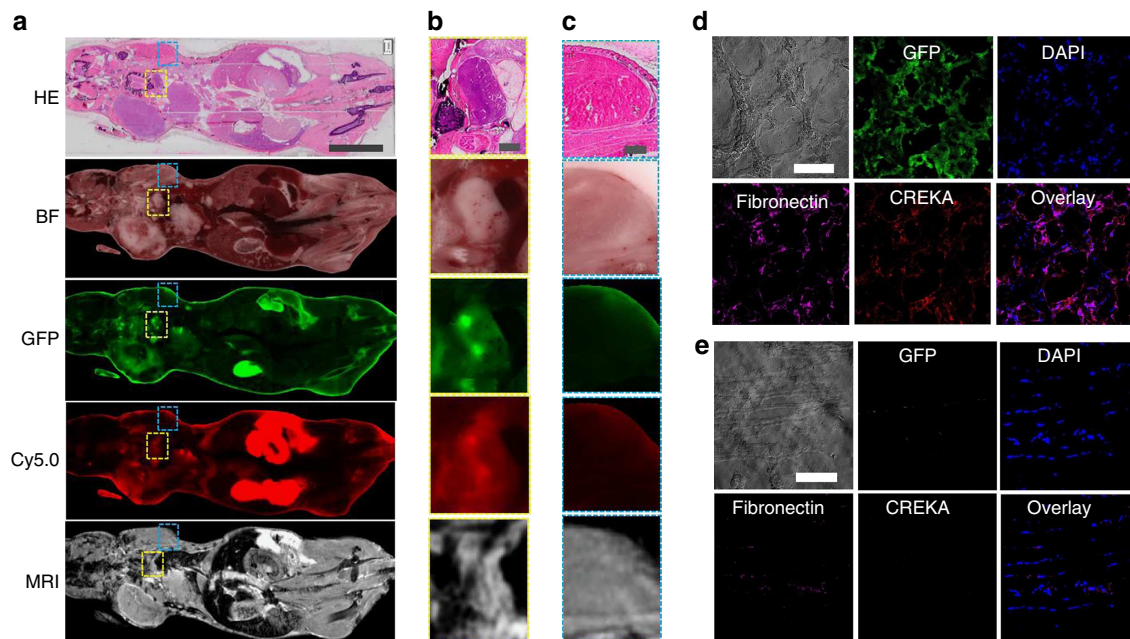 a
b
c
d
e
HE
BF
GFP
Cy5.0
MRI
GFP
DAPI
Fibronectin
CREKA
Overlay
GFP
DAPI
Fibronectin
CREKA
Overlay